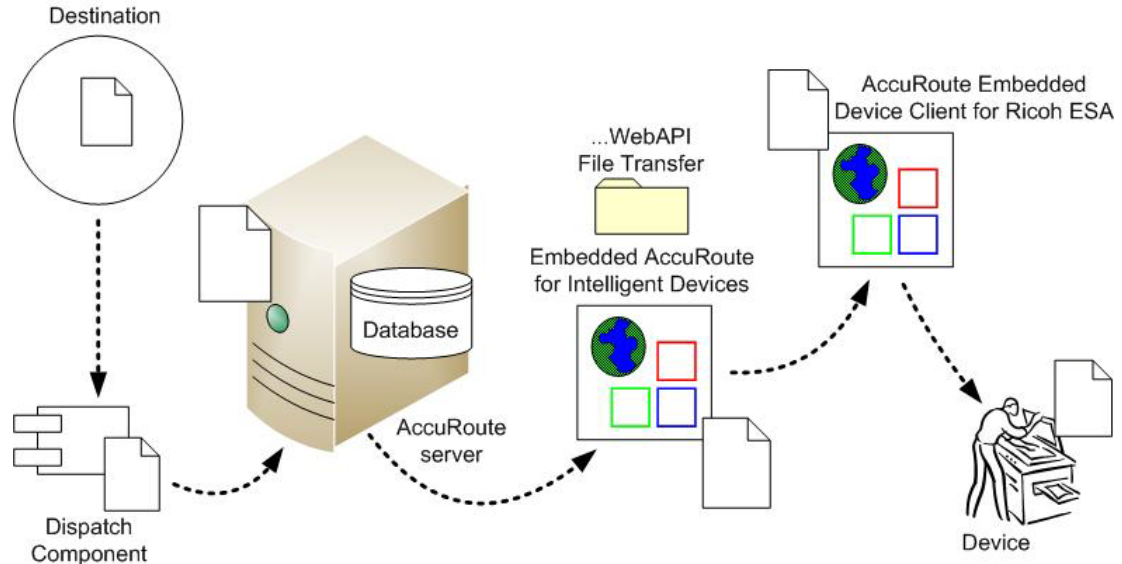 Destination
...WebAPI
File Transfer
Embedded AccuRoute
for Intelligent Devices
AccuRoute Embedded
Device Client for Ricoh ESA
Database
AccuRoute
server
Dispatch
Component
Device